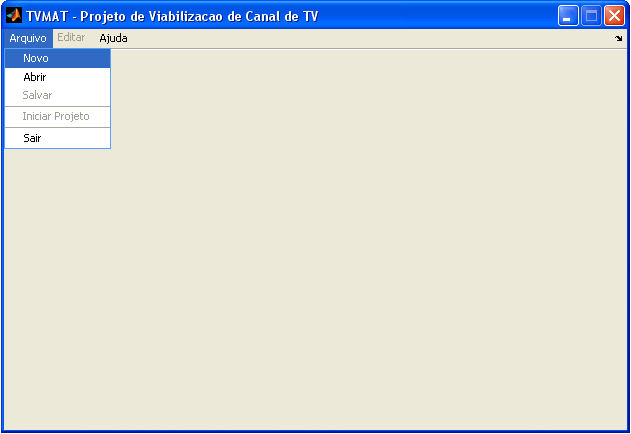 TVMAT - Projeto de Viabilizacao de Canal de TV
Arquivo Editar Ajuda
Novo
Abrir
Salvar
Iniciar Projeto
Sair